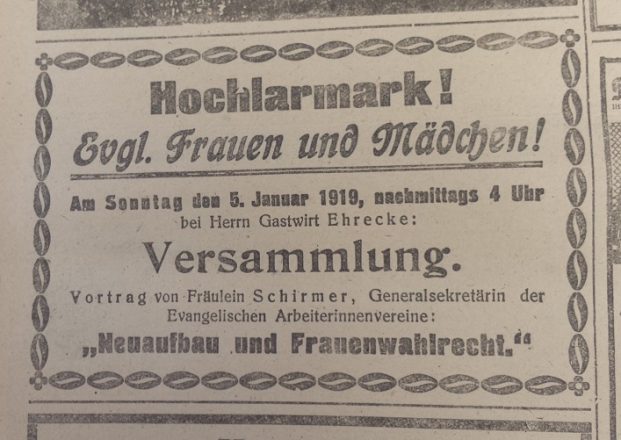 Hochlarmark!
Evgl. Frauen und Mädchen!
Am Sonntag den 5. Januar 1919, nachmittags 4 Uhr
bei Herrn Gastwirt Ehrecke:
Versammlung.
Vortrag von Fräulein Schirmer, Generalsekretärin der
Evangelischen Arbeiterinnenvereine:
„Neuaufbau und Frauenwahlrecht.“